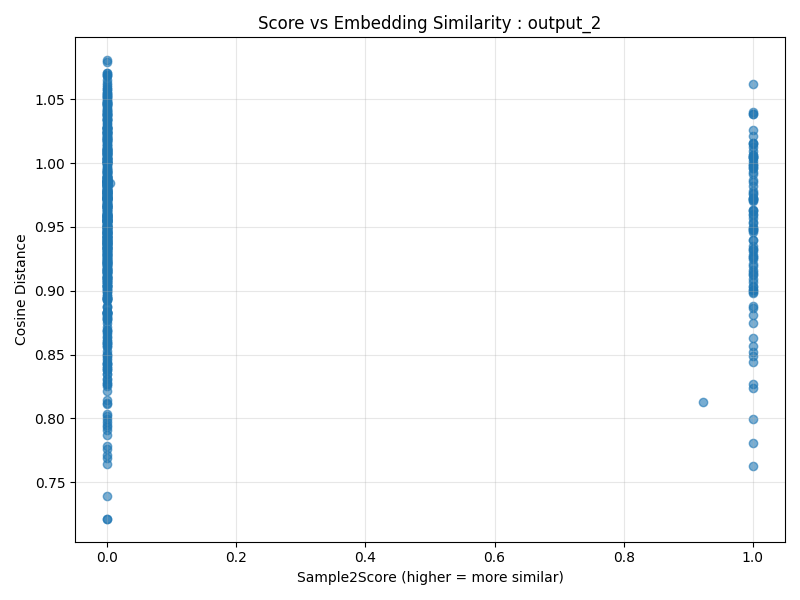 Score vs Embedding Similarity : output_2
Cosine Distance
1.05
1.00
0.95
0.90
0.85
0.80
0.75
0.0 0.2 0.4 0.6 0.8 1.0
Sample2Score (higher = more similar)